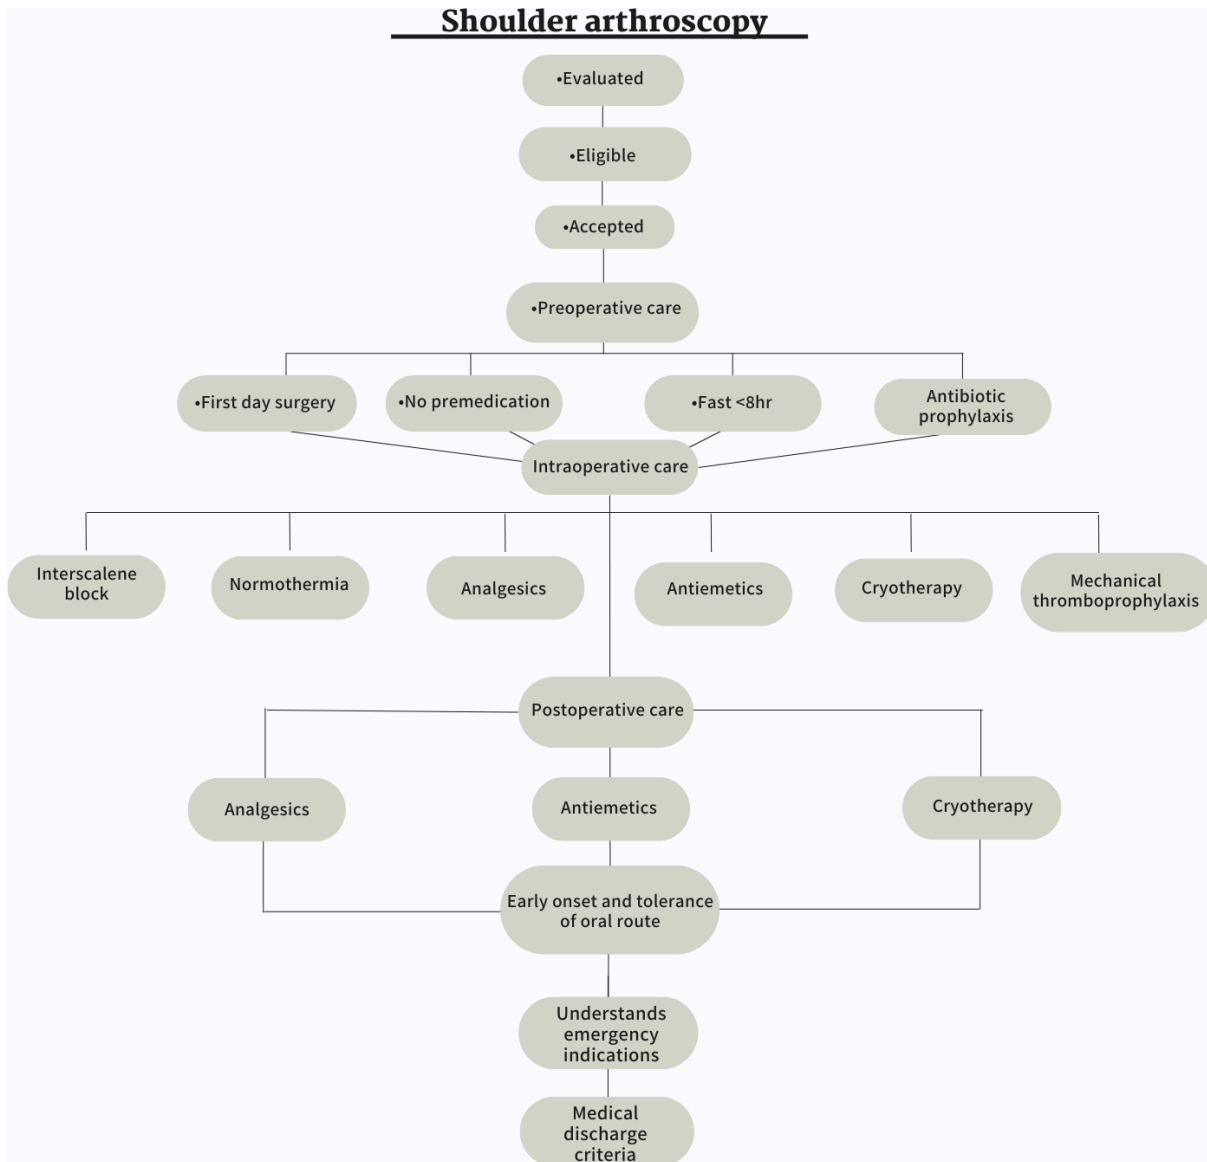 Shoulder arthroscopy
•Evaluated
•Eligible
•Accepted
•Preoperative care
•First day surgery
•No premedication
•Fast <8hr
Antibiotic
prophylaxis
Intraoperative care
Interscalene
block
Normothermia
Analgesics
Antiemetics
Cryotherapy
Mechanical
thromboprophylaxis
Postoperative care
Analgesics
Antiemetics
Cryotherapy
Early onset and tolerance
of oral route
Understands
emergency
indications
Medical
discharge
criteria